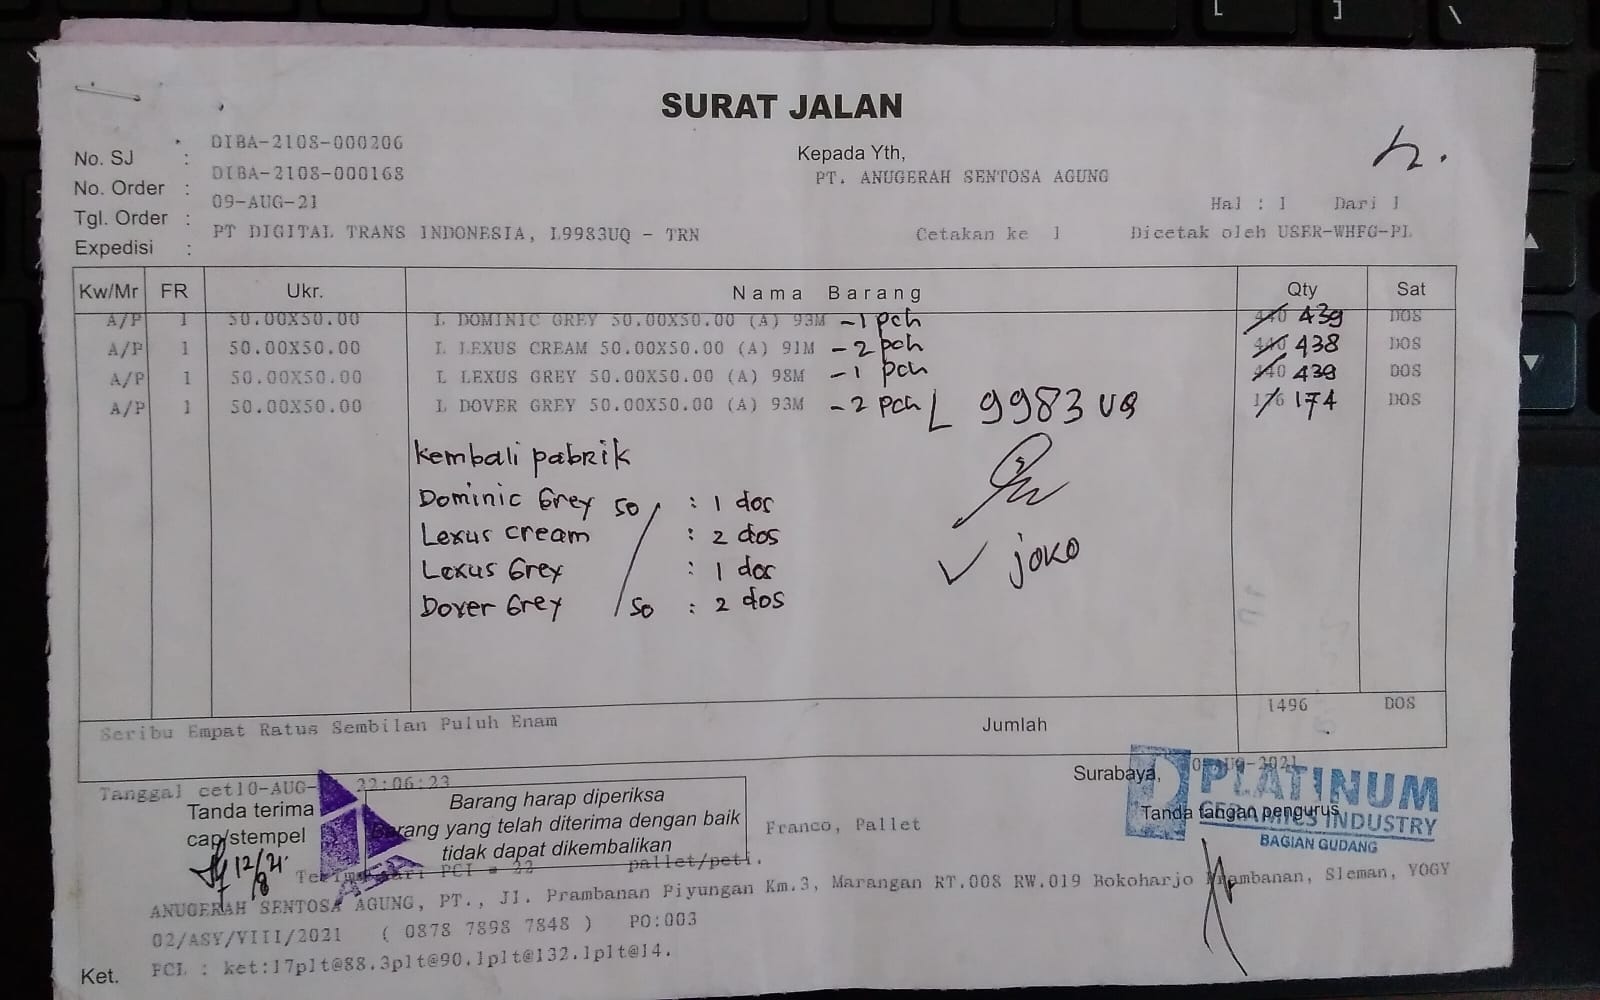 SURAT JALAN
No. SJ : DIBA-2108-000206
No. Order : DIBA-2108-000168
Tgl. Order : 09-AUG-21
Expedisi : PT DIGITAL TRANS INDONESIA, L9983UQ - TRN
Kepada Yth,
PT. ANUGERAH SENTOSA AGUNG
Hal : 1 Dari 1
Cetakan ke 1 Dicetak oleh USER-WHFG-PL
Kw/Mr FR Ukr. Nama Barang Qty Sat
A/P 1 50.00X50.00 L DOMINIC GREY 50.00X50.00 (A) 93M -1 pch 440 439 DOS
A/P 1 50.00X50.00 L LEXUS CREAM 50.00X50.00 (A) 91M -2 pch 440 438 DOS
A/P 1 50.00X50.00 L LEXUS GREY 50.00X50.00 (A) 98M -1 pch 440 439 DOS
A/P 1 50.00X50.00 L DOVER GREY 50.00X50.00 (A) 93M -2 pch L 9983 UQ 176 174 DOS
kembali pabrik
Dominic Grey 50 : 1 dos
Lexus cream : 2 dos
Lexus Grey : 1 dos
Dover Grey 50 : 2 dos
joko
Seribu Empat Ratus Sembilan Puluh Enam Jumlah 1496 DOS
Tanggal cet10-AUG- 22:06:23
Tanda terima
cap/stempel
12/8 21
ASA
Barang harap diperiksa
Barang yang telah diterima dengan baik
tidak dapat dikembalikan
Franco, Pallet
Surabaya, AUG-2021
Tanda tangan pengurus
PLATINUM
CERAMICS INDUSTRY
BAGIAN GUDANG
Terima dari PCI = 22 pallet/peti.
ANUGERAH SENTOSA AGUNG, PT., Jl. Prambanan Piyungan Km.3, Marangan RT.008 RW.019 Bokoharjo Prambanan, Sleman, YOGY
02/ASY/VIII/2021 ( 0878 7898 7848 ) PO:003
Ket. PCL : ket:17plt@88.3plt@90.1plt@132.1plt@14.